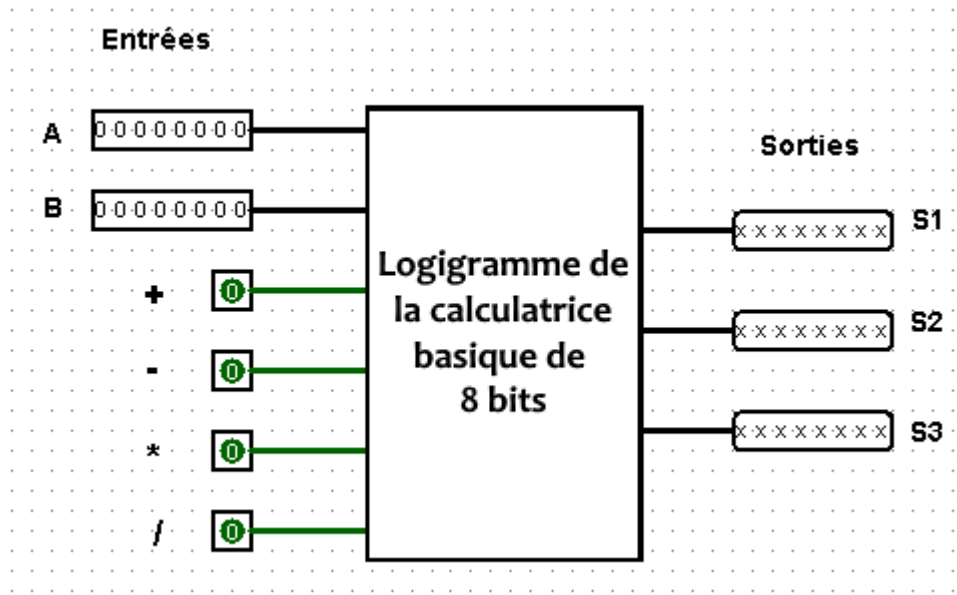 Entrées
A 00000000
B 00000000
+ 0
- 0
* 0
/ 0
Logigramme de
la calculatrice
basique de
8 bits
Sorties
xxxxxxxx S1
xxxxxxxx S2
xxxxxxxx S3